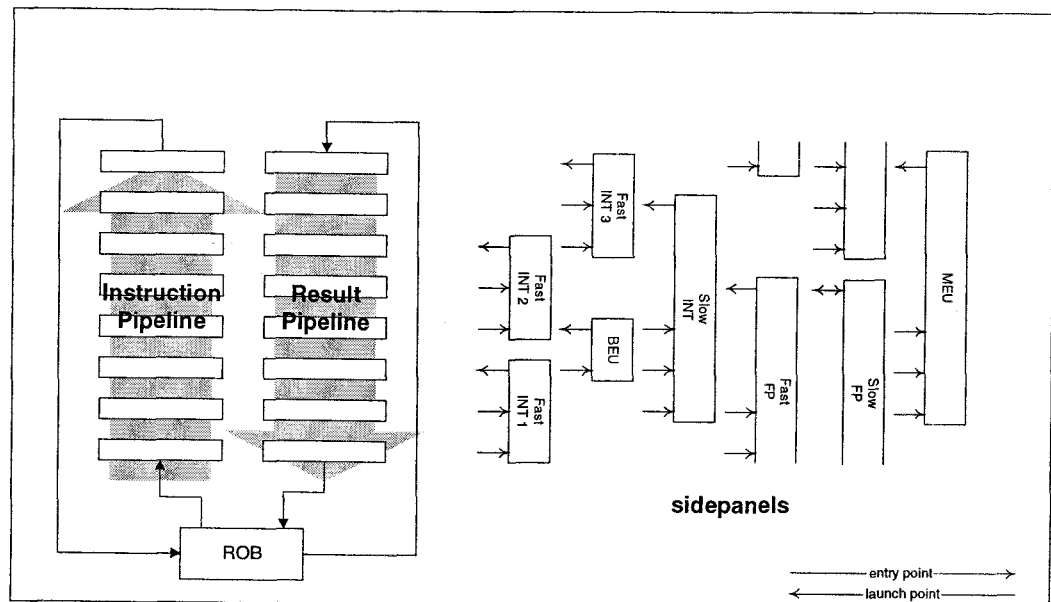 Instruction
Pipeline
Result
Pipeline
ROB
Fast
INT 1
Fast
INT 2
Fast
INT 3
BEU
Slow
INT
Fast
FP
Slow
FP
MEU
sidepanels
entry point
launch point